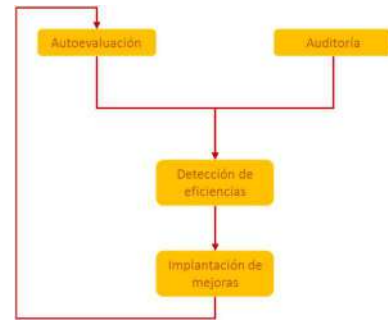 Autoevaluación
Auditoría
Detección de
eficiencias
Implantación de
mejoras